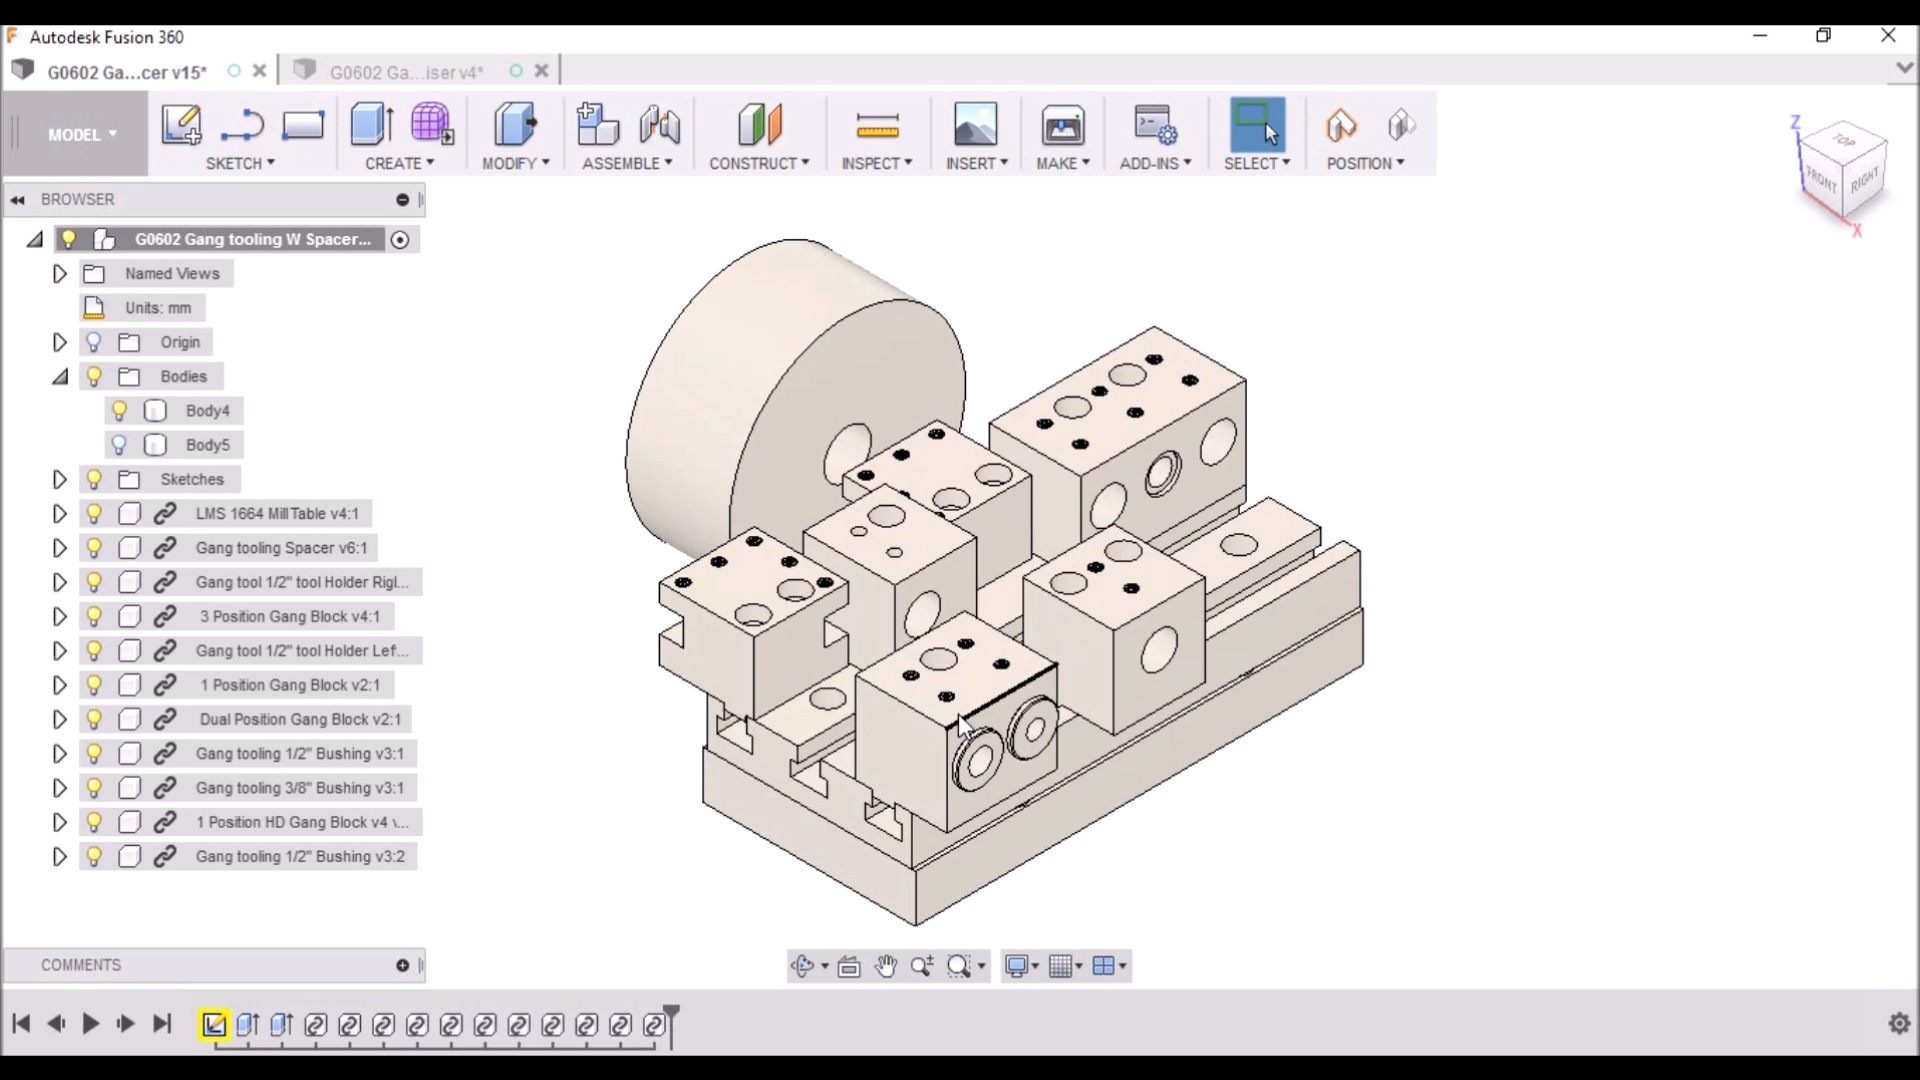 Autodesk Fusion 360
G0602 Ga...cer v15*
G0602 Ga...iser v4*
MODEL
SKETCH
CREATE
MODIFY
ASSEMBLE
CONSTRUCT
INSPECT
INSERT
MAKE
ADD-INS
SELECT
POSITION
Z
TOP
FRONT
RIGHT
X
BROWSER
G0602 Gang tooling W Spacer...
Named Views
Units: mm
Origin
Bodies
Body4
Body5
Sketches
LMS 1664 Mill Table v4:1
Gang tooling Spacer v6:1
Gang tool 1/2" tool Holder Rigl...
3 Position Gang Block v4:1
Gang tool 1/2" tool Holder Lef...
1 Position Gang Block v2:1
Dual Position Gang Block v2:1
Gang tooling 1/2" Bushing v3:1
Gang tooling 3/8" Bushing v3:1
1 Position HD Gang Block v4 v...
Gang tooling 1/2" Bushing v3:2
COMMENTS